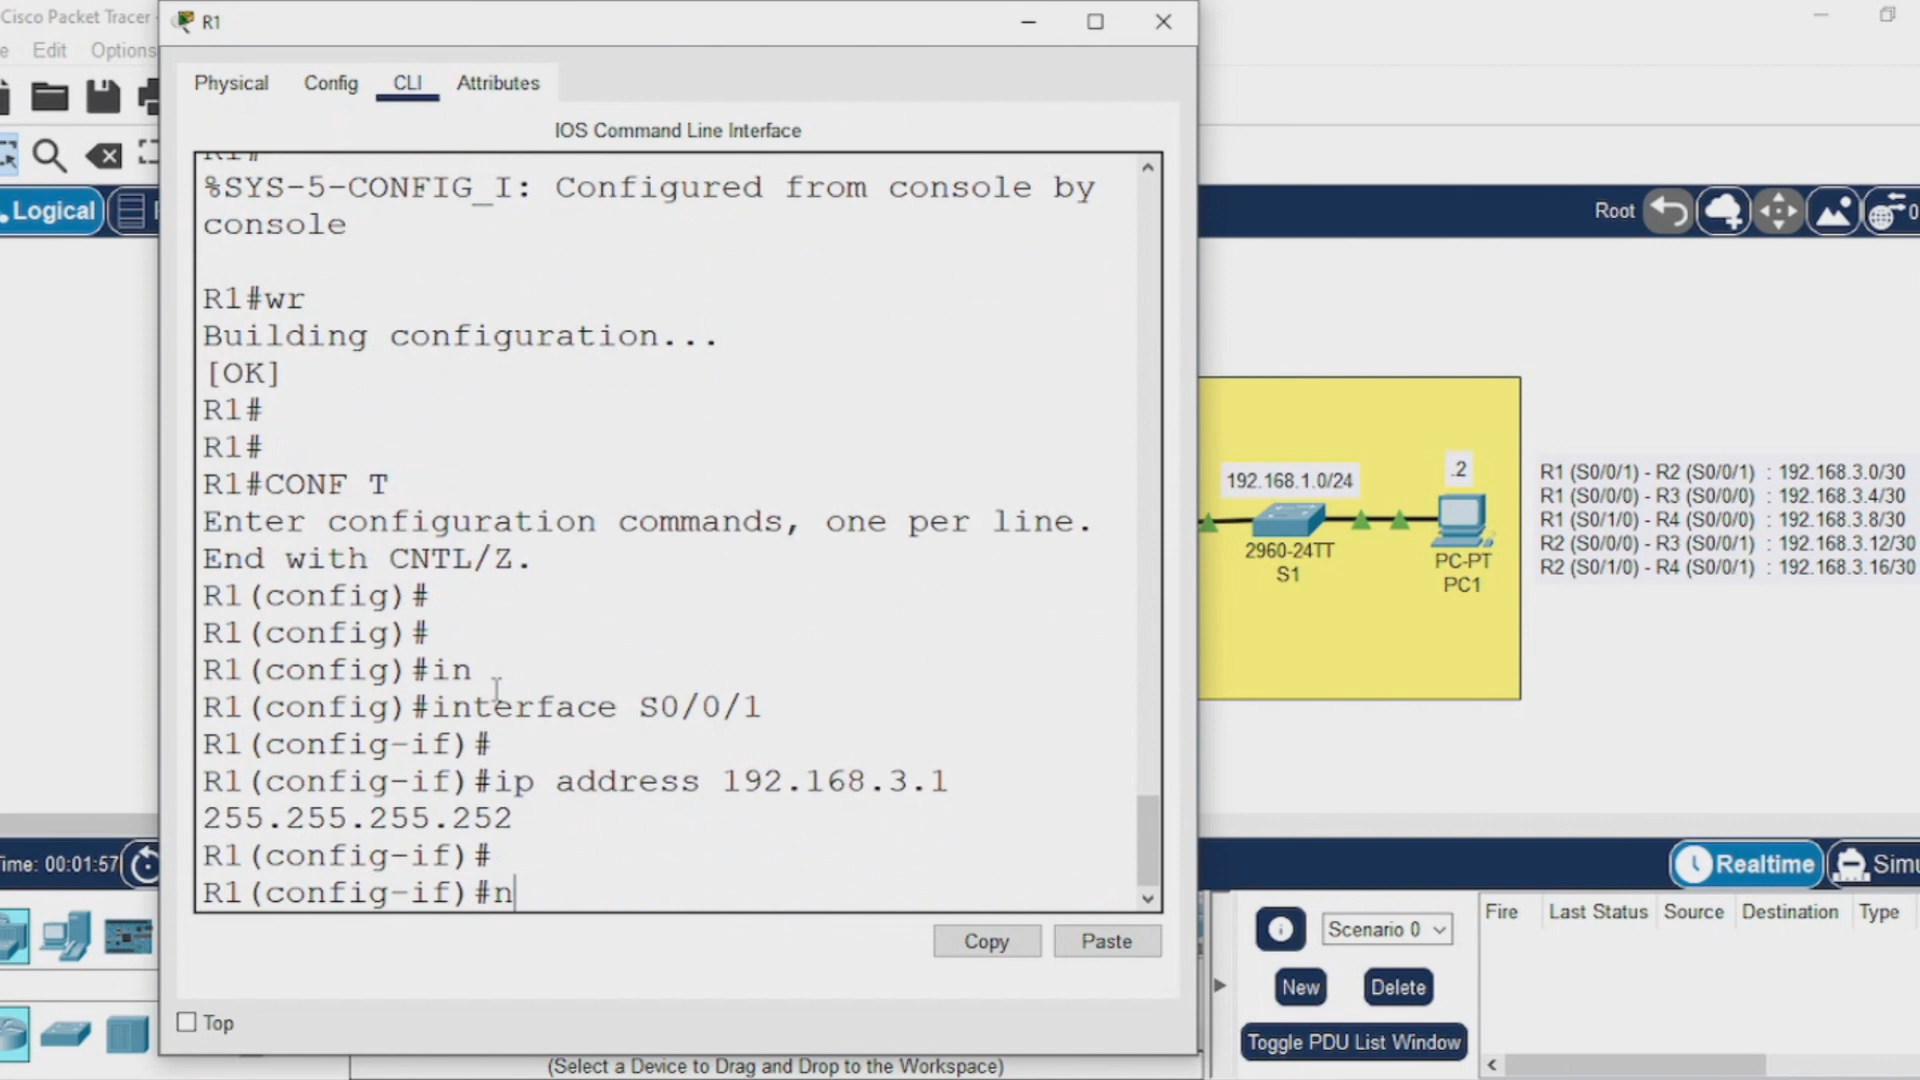 Cisco Packet Tracer
R1
Edit
Options
Physical
Config
CLI
Attributes
IOS Command Line Interface
R1#
%SYS-5-CONFIG_I: Configured from console by
console
R1#wr
Building configuration...
[OK]
R1#
R1#
R1#CONF T
Enter configuration commands, one per line.
End with CNTL/Z.
R1(config)#
R1(config)#
R1(config)#in
R1(config)#interface S0/0/1
R1(config-if)#
R1(config-if)#ip address 192.168.3.1
255.255.255.252
R1(config-if)#
R1(config-if)#n
Copy
Paste
Top
Logical
Root
192.168.1.0/24
.2
2960-24TT
S1
PC-PT
PC1
R1 (S0/0/1) - R2 (S0/0/1) : 192.168.3.0/30
R1 (S0/0/0) - R3 (S0/0/0) : 192.168.3.4/30
R1 (S0/1/0) - R4 (S0/0/0) : 192.168.3.8/30
R2 (S0/0/0) - R3 (S0/0/1) : 192.168.3.12/30
R2 (S0/1/0) - R4 (S0/0/1) : 192.168.3.16/30
ime: 00:01:57
Realtime
Simu
Scenario 0
New
Delete
Toggle PDU List Window
Fire
Last Status
Source
Destination
Type
(Select a Device to Drag and Drop to the Workspace)